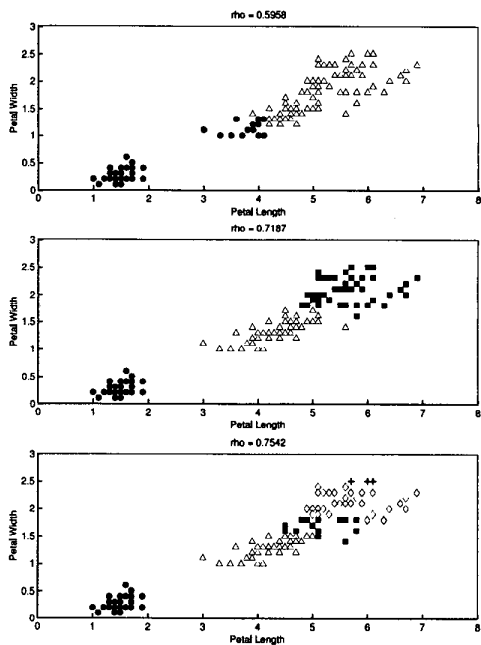 rho = 0.5958
3
2.5
2
1.5
1
0.5
0
Petal Width
0 1 2 3 4 5 6 7 8
Petal Length
rho = 0.7187
3
2.5
2
1.5
1
0.5
0
Petal Width
0 1 2 3 4 5 6 7 8
Petal Length
rho = 0.7542
3
2.5
2
1.5
1
0.5
0
Petal Width
0 1 2 3 4 5 6 7 8
Petal Length